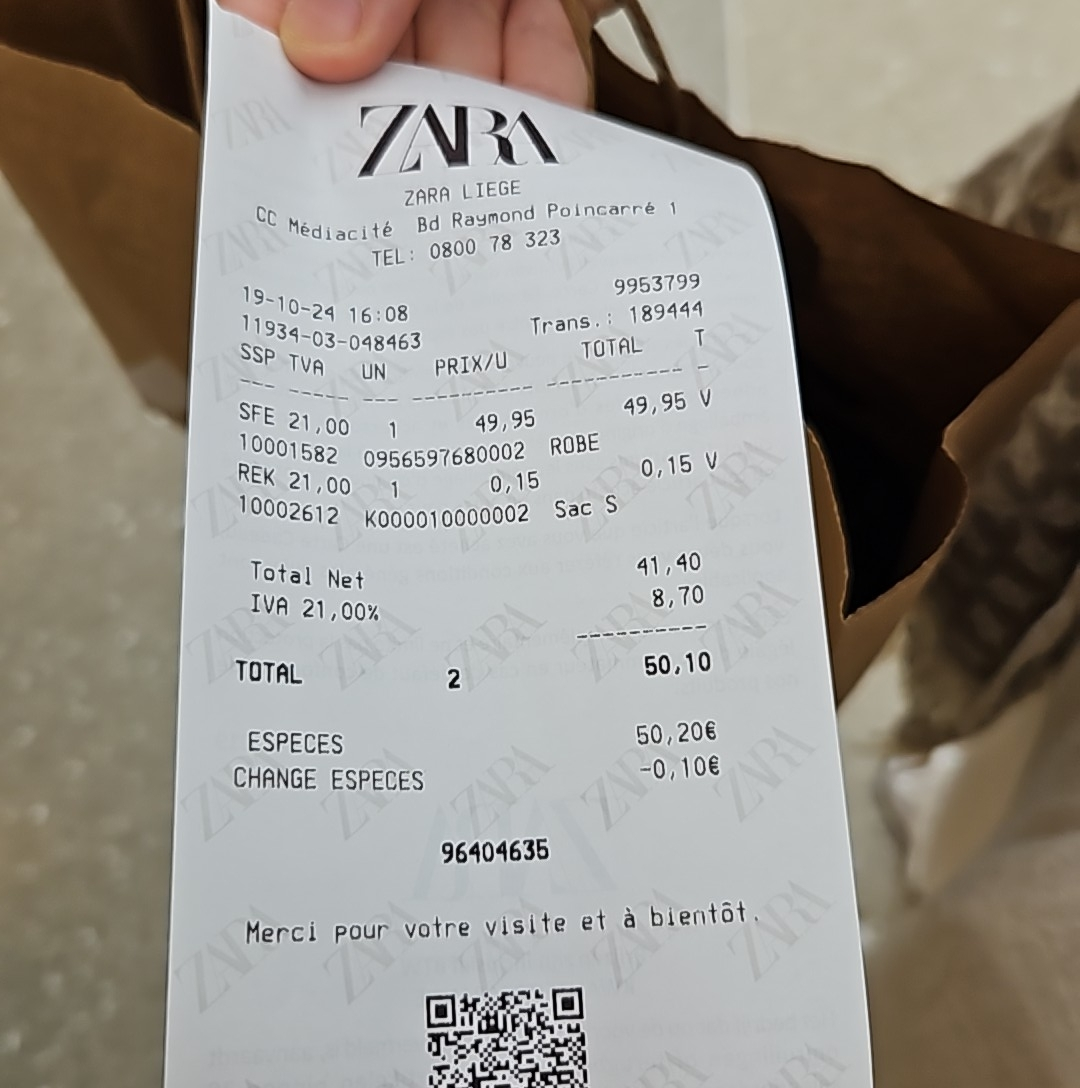 ZARA
ZARA LIEGE
CC Médiacité Bd Raymond Poincarré 1
TEL: 0800 78 323
19-10-24 16:08 9953799
11934-03-048463 Trans.: 189444
SSP TVA UN PRIX/U TOTAL T
--- ----- --- ---------- ----------- -
SFE 21,00 1 49,95 49,95 V
10001582 0956597680002 ROBE
REK 21,00 1 0,15 0,15 V
10002612 K000010000002 Sac S
Total Net 41,40
IVA 21,00% 8,70
----------
TOTAL 2 50,10
ESPECES 50,20€
CHANGE ESPECES -0,10€
96404635
Merci pour votre visite et à bientôt.